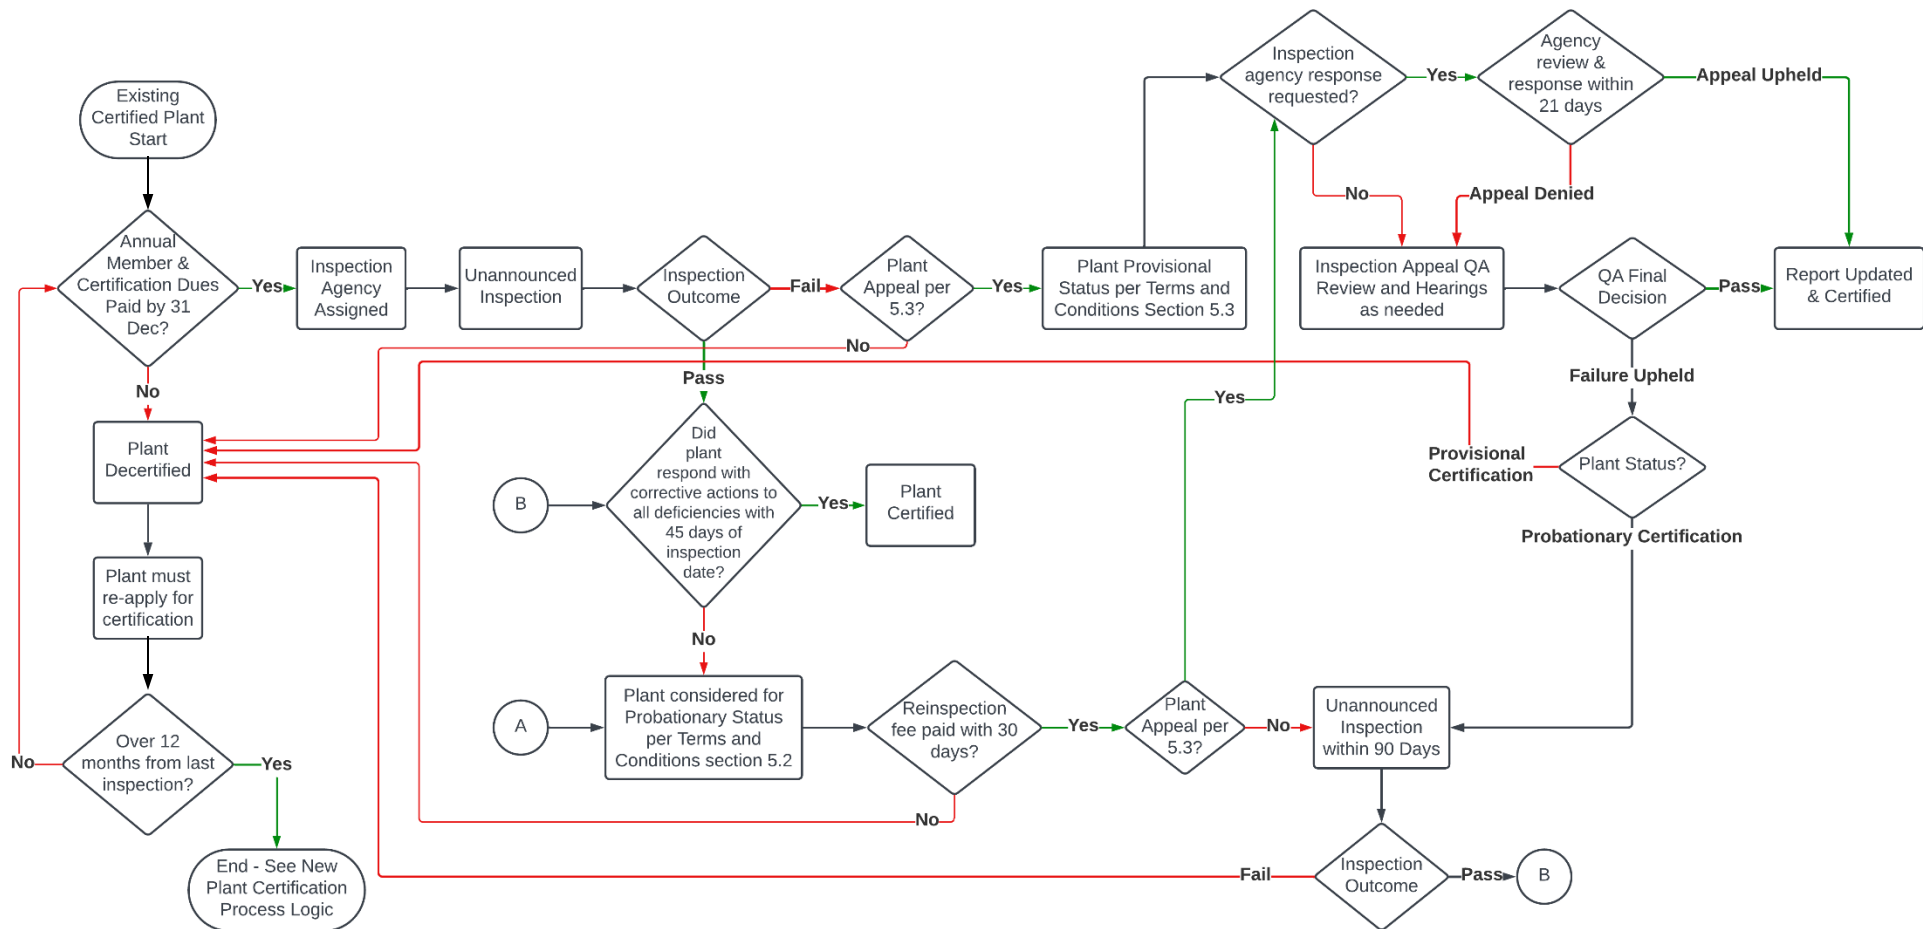 Existing
Certified Plant
Start
Annual
Member &
Certification Dues
Paid by 31
Dec?
Yes
No
Inspection
Agency
Assigned
Unannounced
Inspection
Inspection
Outcome
Fail
Pass
Plant
Appeal per
5.3?
Yes
No
Plant Provisional
Status per Terms and
Conditions Section 5.3
Inspection
agency response
requested?
Yes
No
Agency
review &
response within
21 days
Appeal Upheld
Appeal Denied
Inspection Appeal QA
Review and Hearings
as needed
QA Final
Decision
Pass
Report Updated
& Certified
Failure Upheld
Plant Status?
Provisional
Certification
Probationary Certification
Plant
Decertified
Plant must
re-apply for
certification
Over 12
months from last
inspection?
No
Yes
End - See New
Plant Certification
Process Logic
B
Did
plant
respond with
corrective actions to
all deficiencies with
45 days of
inspection
date?
Yes
Plant
Certified
No
A
Plant considered for
Probationary Status
per Terms and
Conditions section 5.2
Reinspection
fee paid with 30
days?
Yes
No
Plant
Appeal per
5.3?
Yes
No
Unannounced
Inspection
within 90 Days
Inspection
Outcome
Fail
Pass
B